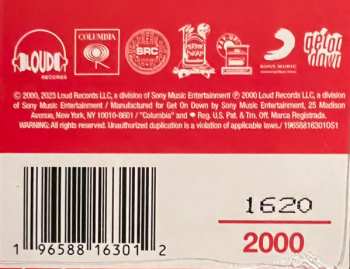 LOUD
RECORDS
COLUMBIA
SRC
SONY MUSIC
get on
down
© 2000, 2023 Loud Records LLC, a division of Sony Music Entertainment / ℗ 2000 Loud Records LLC, a division
of Sony Music Entertainment / Manufactured for Get On Down by Sony Music Entertainment, 25 Madison
Avenue, New York, NY 10010-8601 / "Columbia" and Reg. U.S. Pat. & Tm. Off. Marca Registrada.
WARNING: All rights reserved. Unauthorized duplication is a violation of applicable laws. / 19658816301OS1
1620
2000
1 96588 16301 2